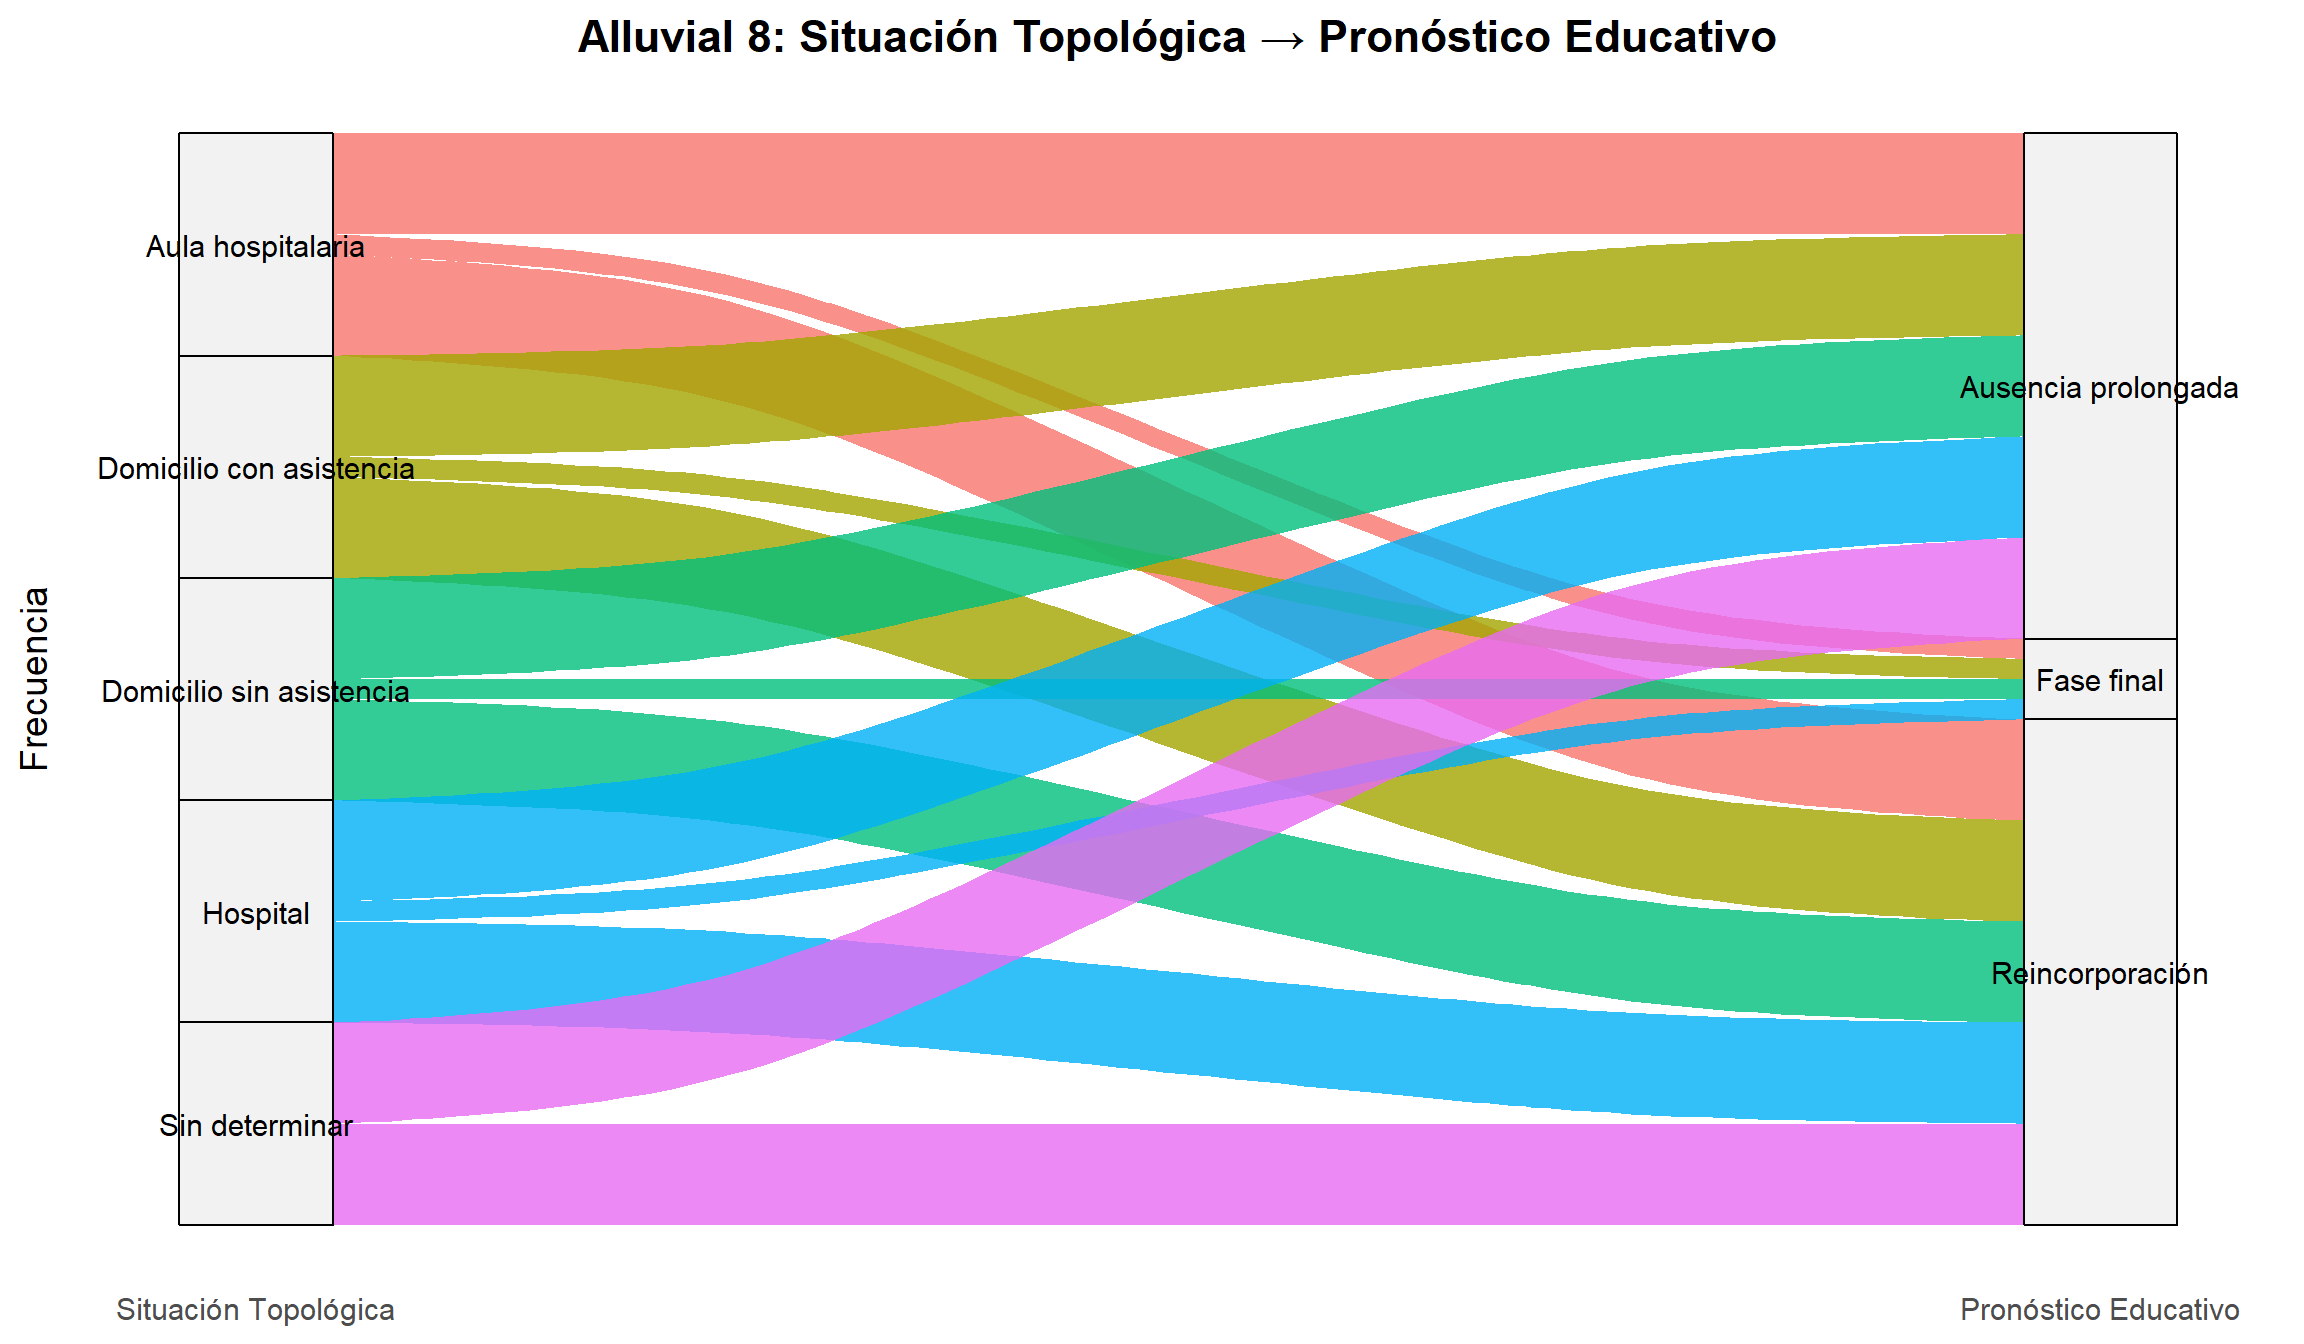 Alluvial 8: Situación Topológica → Pronóstico Educativo
Frecuencia
Aula hospitalaria
Domicilio con asistencia
Domicilio sin asistencia
Hospital
Sin determinar
Ausencia prolongada
Fase final
Reincorporación
Situación Topológica
Pronóstico Educativo